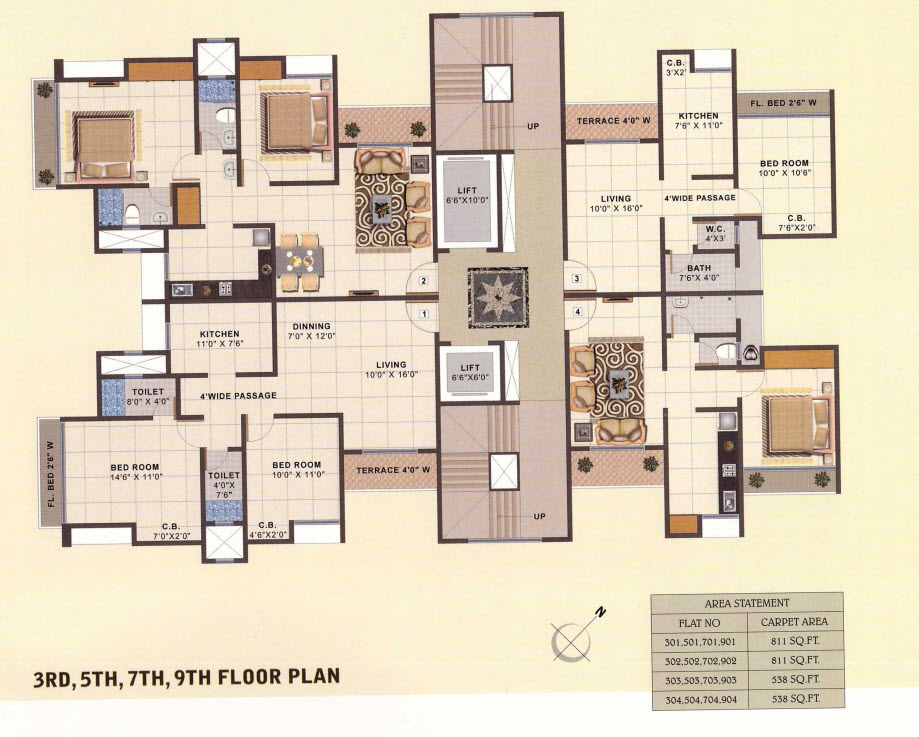 UP
C.B.
3'X2'
KITCHEN
7'6" X 11'0"
FL. BED 2'6" W
TERRACE 4'0" W
BED ROOM
10'0" X 10'6"
LIFT
6'6"X10'0"
LIVING
10'0" X 16'0"
4'WIDE PASSAGE
C.B.
7'6"X2'0"
W.C.
4'X3'
BATH
7'6"X 4'0"
2
3
1
4
DINNING
7'0" X 12'0"
KITCHEN
11'0" X 7'6"
LIVING
10'0" X 16'0"
LIFT
6'6"X6'0"
TOILET
8'0" X 4'0"
4'WIDE PASSAGE
FL. BED 2'6" W
BED ROOM
14'6" X 11'0"
TOILET
4'0"X
7'6"
BED ROOM
10'0" X 11'0"
TERRACE 4'0" W
C.B.
7'0"X2'0"
C.B.
4'6"X2'0"
UP
N
AREA STATEMENT
FLAT NO CARPET AREA
301,501,701,901 811 SQ.FT.
302,502,702,902 811 SQ.FT.
303,503,703,903 538 SQ.FT.
304,504,704,904 538 SQ.FT.
3RD, 5TH, 7TH, 9TH FLOOR PLAN